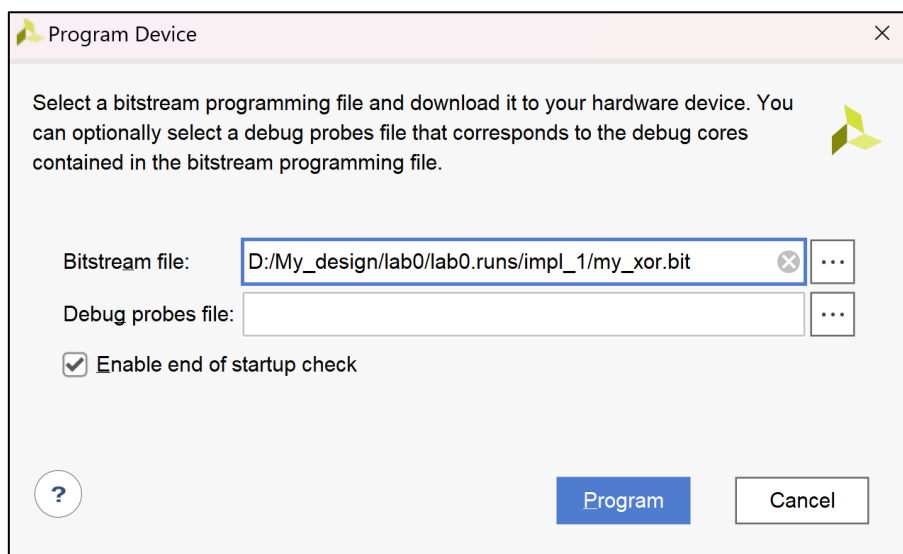 Program Device
Select a bitstream programming file and download it to your hardware device. You
can optionally select a debug probes file that corresponds to the debug cores
contained in the bitstream programming file.
Bitstream file: D:/My_design/lab0/lab0.runs/impl_1/my_xor.bit ...
Debug probes file: ...
Enable end of startup check
? Program Cancel